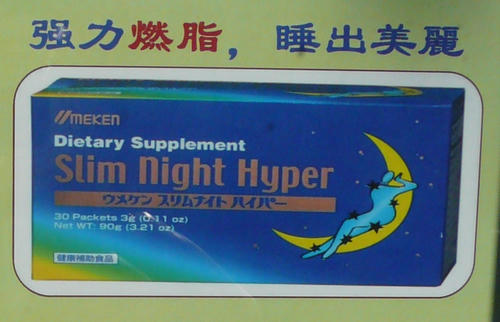 强力燃脂，睡出美麗
UMEKEN
Dietary Supplement
Slim Night Hyper
ウメケン スリムナイト ハイパー
30 Packets 3g (0.11 oz)
Net WT: 90g (3.21 oz)
健康補助食品